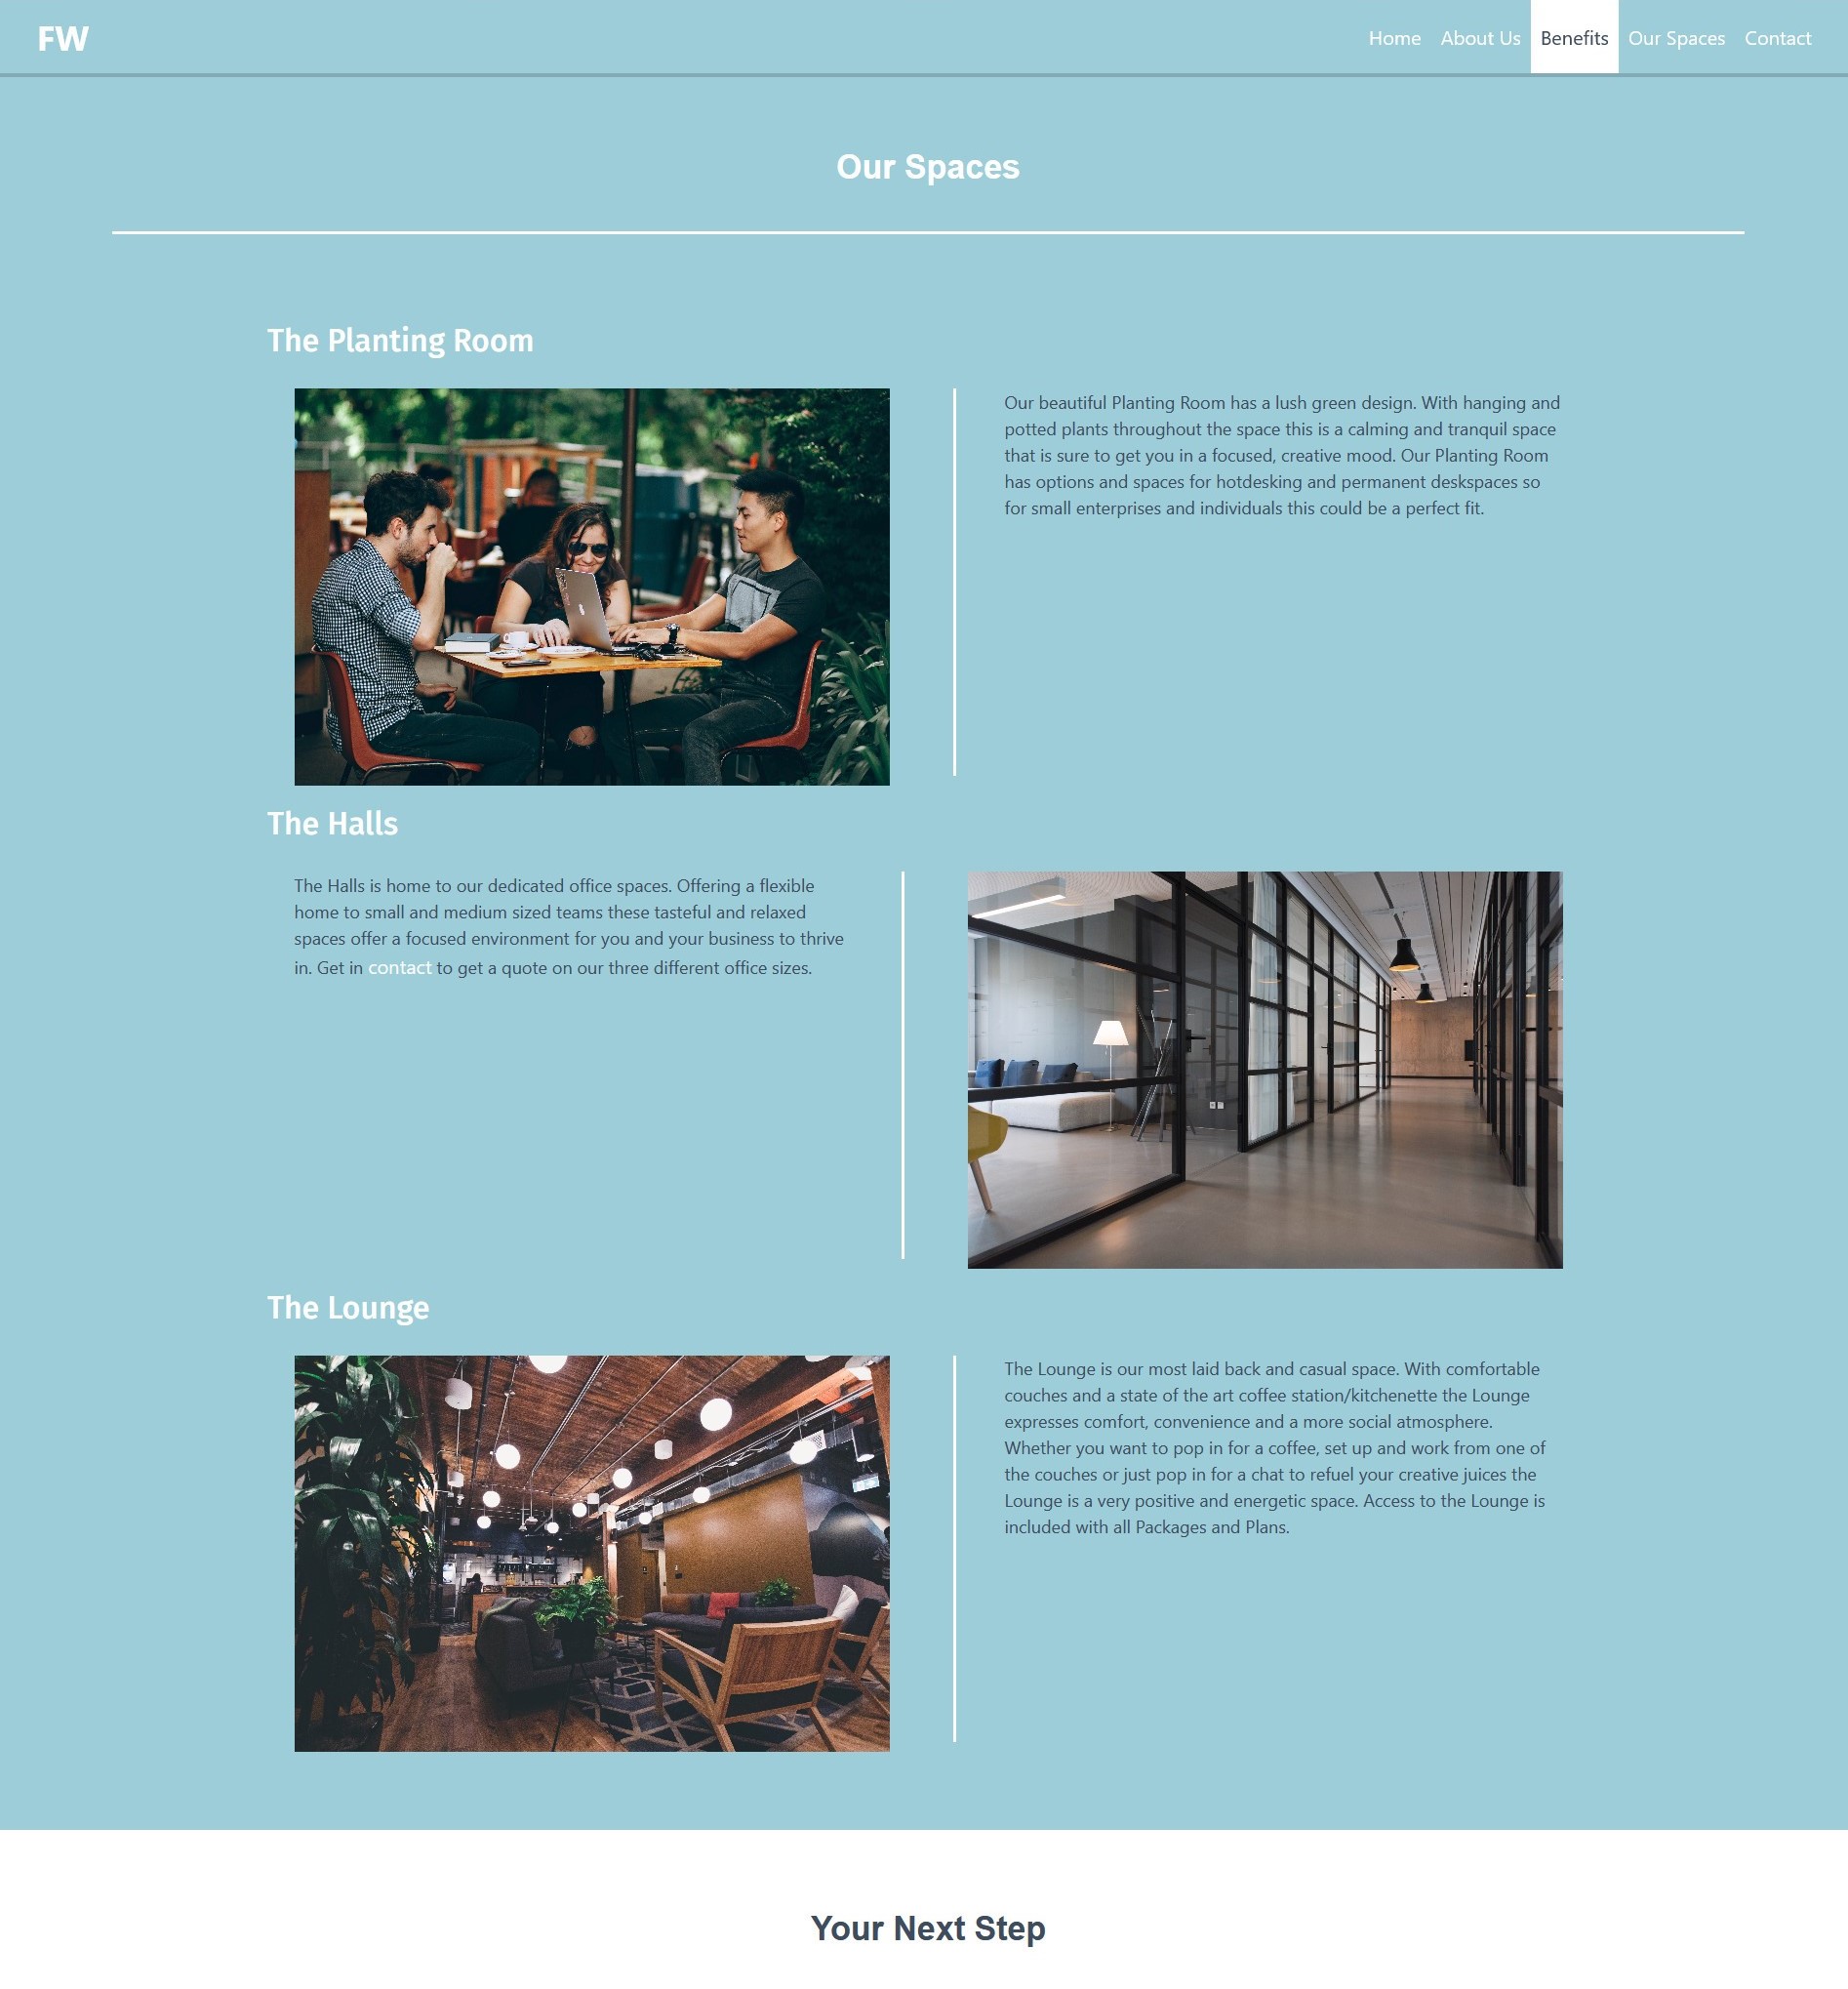 FW
Home About Us Benefits Our Spaces Contact
Our Spaces
The Planting Room
Our beautiful Planting Room has a lush green design. With hanging and
potted plants throughout the space this is a calming and tranquil space
that is sure to get you in a focused, creative mood. Our Planting Room
has options and spaces for hotdesking and permanent deskspaces so
for small enterprises and individuals this could be a perfect fit.
The Halls
The Halls is home to our dedicated office spaces. Offering a flexible
home to small and medium sized teams these tasteful and relaxed
spaces offer a focused environment for you and your business to thrive
in. Get in contact to get a quote on our three different office sizes.
The Lounge
The Lounge is our most laid back and casual space. With comfortable
couches and a state of the art coffee station/kitchenette the Lounge
expresses comfort, convenience and a more social atmosphere.
Whether you want to pop in for a coffee, set up and work from one of
the couches or just pop in for a chat to refuel your creative juices the
Lounge is a very positive and energetic space. Access to the Lounge is
included with all Packages and Plans.
Your Next Step